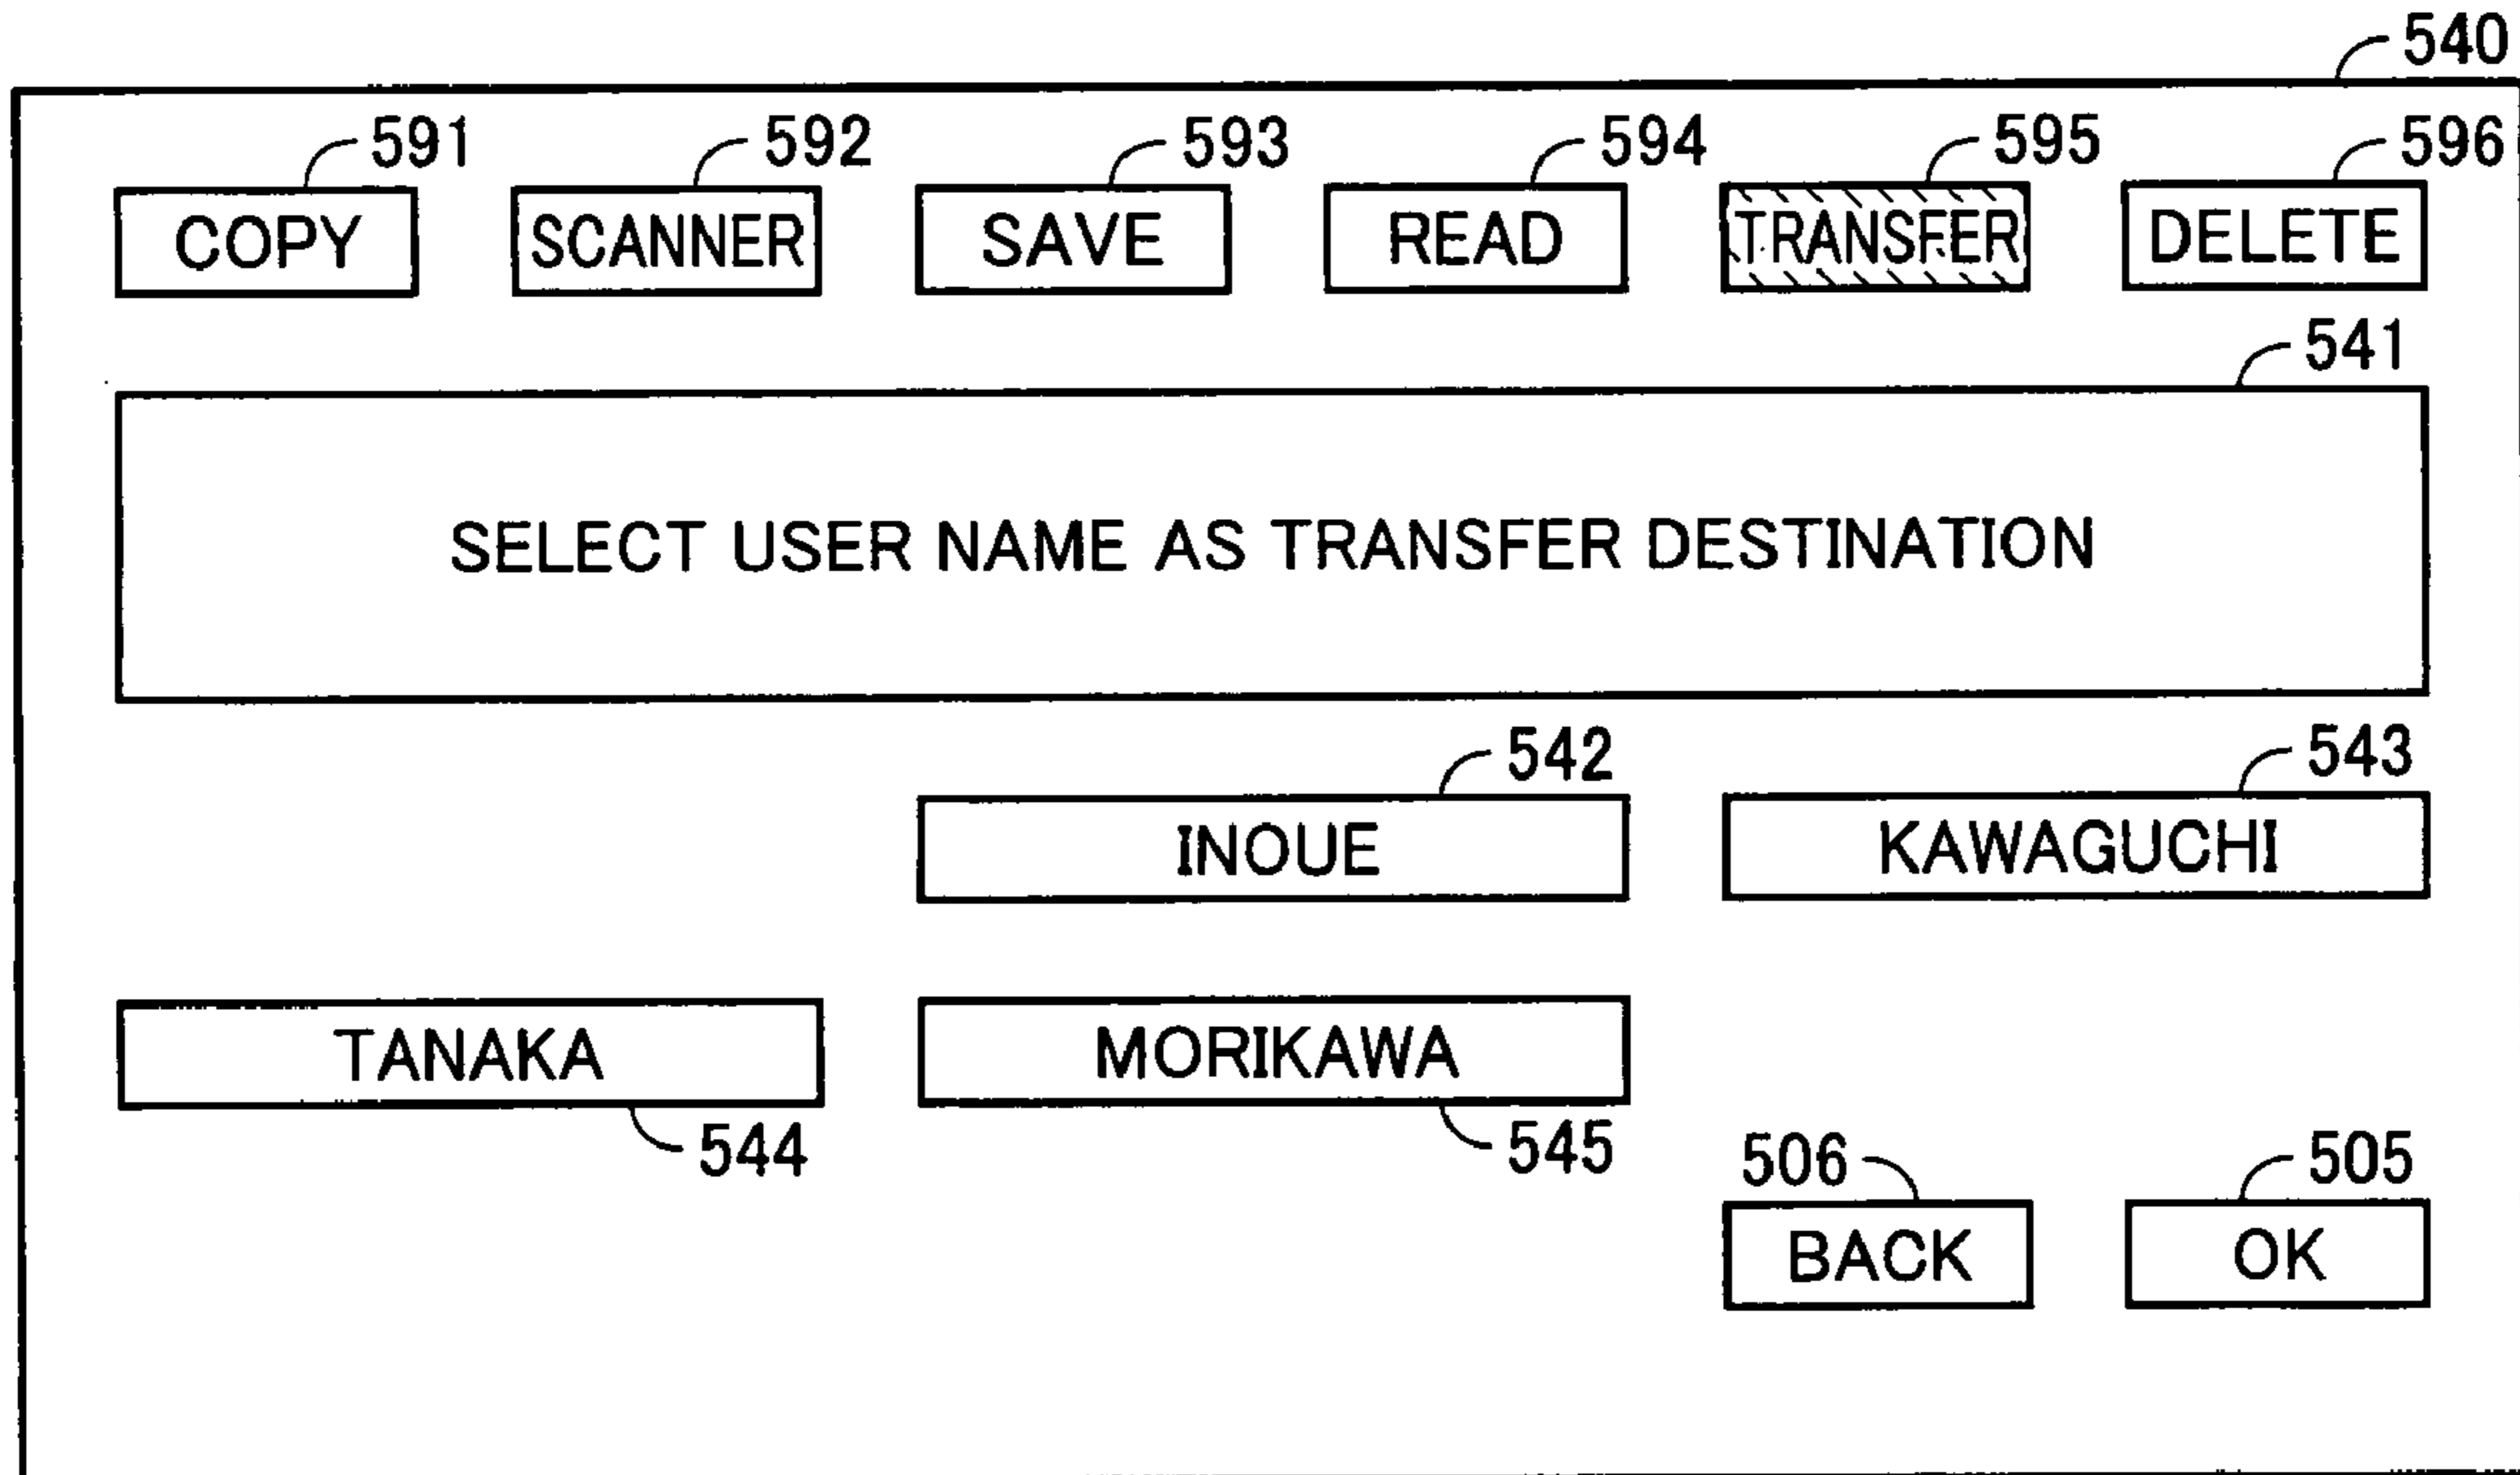 540
591 592 593 594 595 596
COPY SCANNER SAVE READ TRANSFER DELETE
541
SELECT USER NAME AS TRANSFER DESTINATION
542 543
INOUE KAWAGUCHI
TANAKA MORIKAWA
544 545
506 505
BACK OK